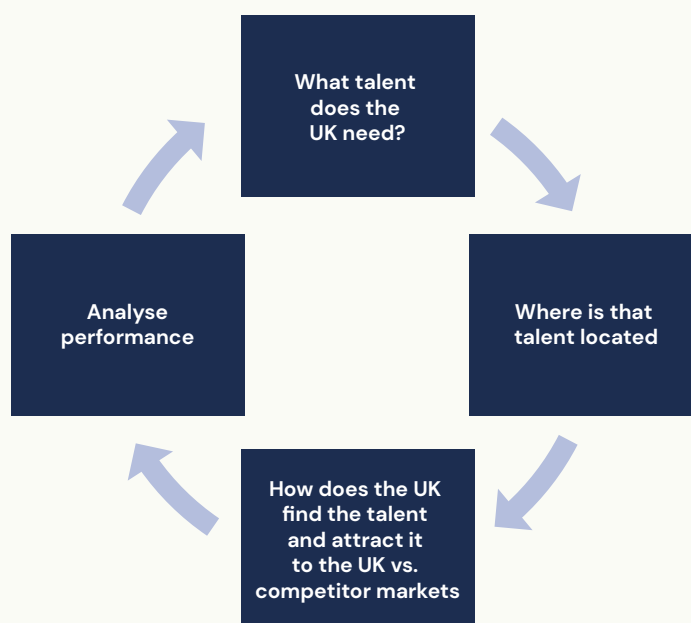 What talent
does the
UK need?
Where is that
talent located
How does the UK
find the talent
and attract it
to the UK vs.
competitor markets
Analyse
performance